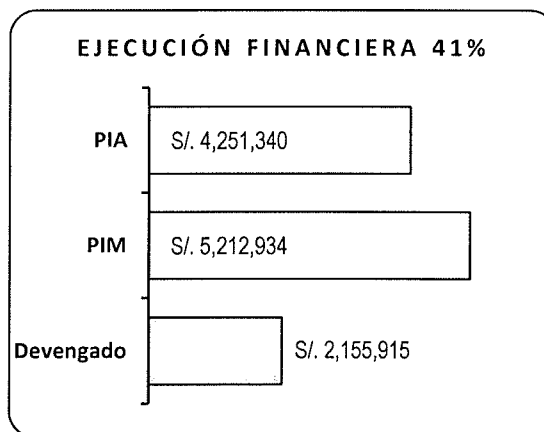 EJECUCIÓN FINANCIERA 41%
PIA S/. 4,251,340
PIM S/. 5,212,934
Devengado S/. 2,155,915